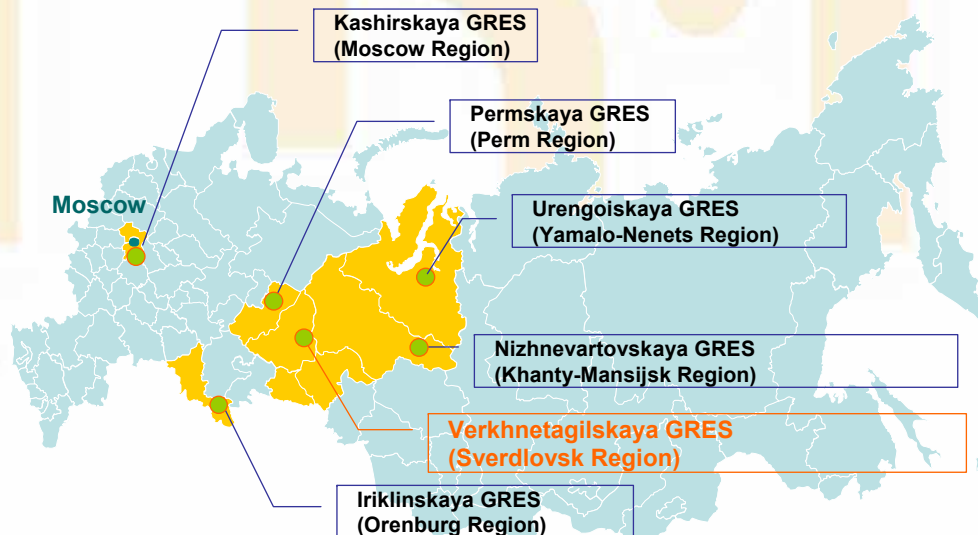 Kashirskaya GRES
(Moscow Region)
Permskaya GRES
(Perm Region)
Moscow
Urengoiskaya GRES
(Yamalo-Nenets Region)
Nizhnevartovskaya GRES
(Khanty-Mansijsk Region)
Verkhnetagilskaya GRES
(Sverdlovsk Region)
Iriklinskaya GRES
(Orenburg Region)